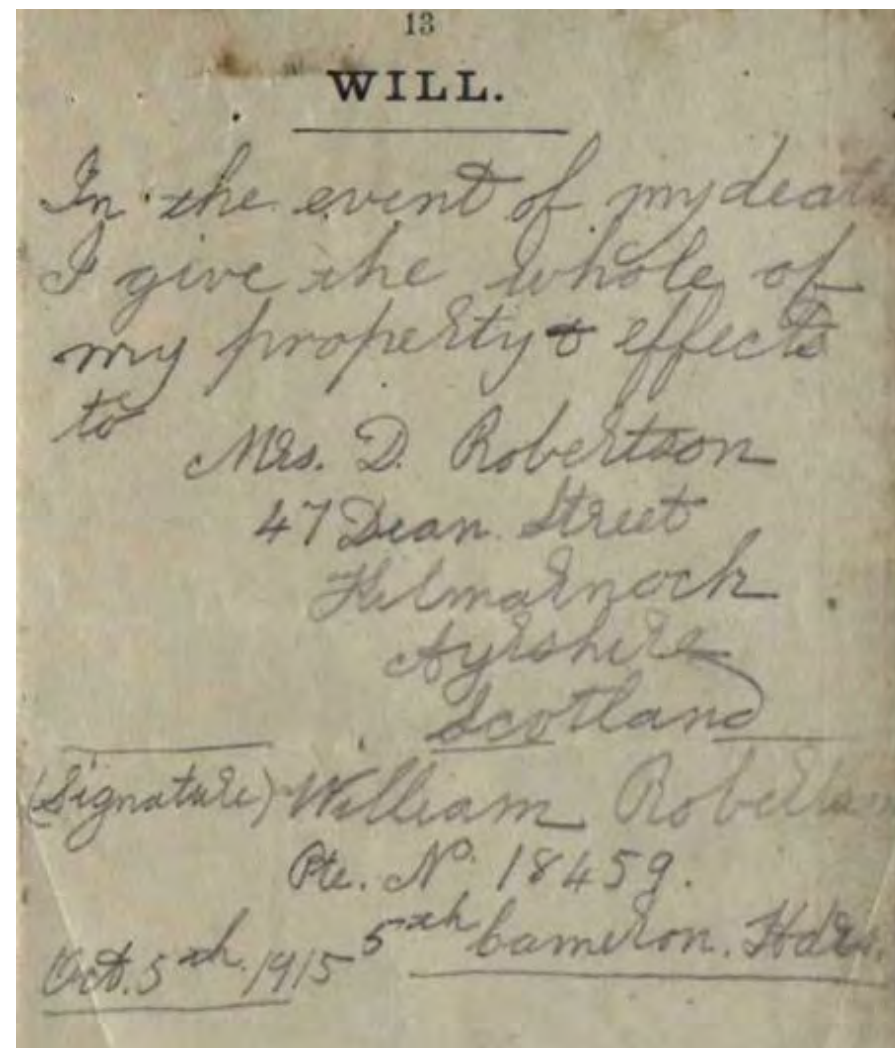 13
WILL.
In the event of my death
I give the whole of
my property & effects
to
Mrs. D. Robertson
47 Dean Street
Kilmarnock
Ayrshire
Scotland
(Signature) William Robertson
Pte. No. 18459.
Oct. 5th. 1915 5th Cameron. Hdrs.